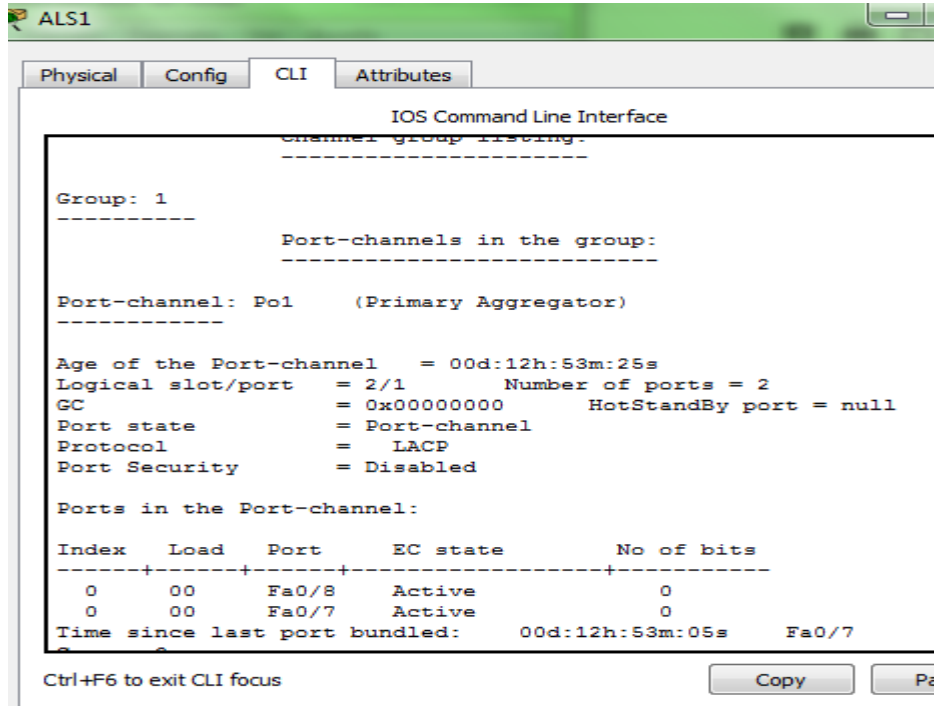 ALS1
Physical Config CLI Attributes
IOS Command Line Interface
Channel group listing:
-----------------------
Group: 1
----------
Port-channels in the group:
----------------------------
Port-channel: Po1    (Primary Aggregator)
------------
Age of the Port-channel   = 00d:12h:53m:25s
Logical slot/port   = 2/1       Number of ports = 2
GC                  = 0x00000000      HotStandBy port = null
Port state          = Port-channel
Protocol            =   LACP
Port Security       = Disabled
Ports in the Port-channel:
Index   Load   Port     EC state        No of bits
------+------+------+------------------+-----------
0     00     Fa0/8    Active             0
0     00     Fa0/7    Active             0
Time since last port bundled:    00d:12h:53m:05s    Fa0/7
Ctrl+F6 to exit CLI focus
Copy